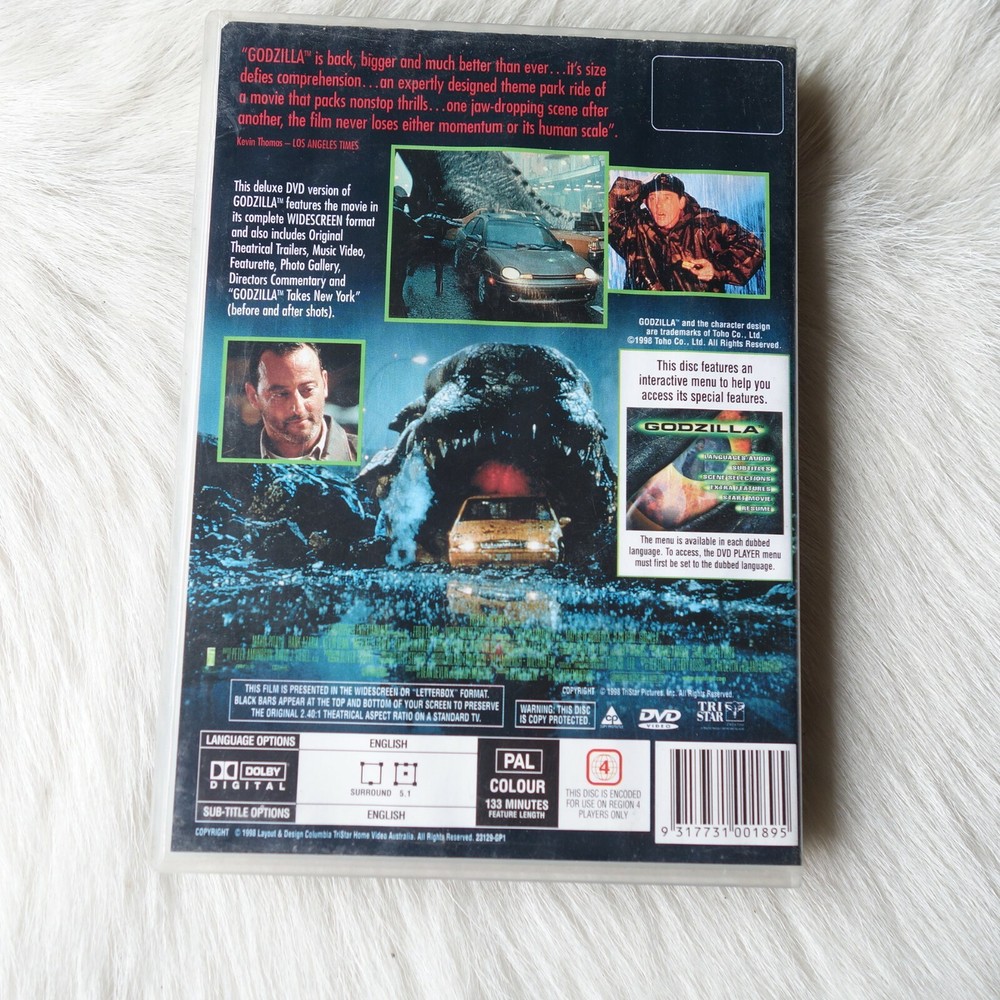 “GODZILLA™ is back, bigger and much better than ever...it’s size
defies comprehension...an expertly designed theme park ride of
a movie that packs nonstop thrills...one jaw-dropping scene after
another, the film never loses either momentum or its human scale”.
Kevin Thomas – LOS ANGELES TIMES
This deluxe DVD version of
GODZILLA™ features the movie in
its complete WIDESCREEN format
and also includes Original
Theatrical Trailers, Music Video,
Featurette, Photo Gallery,
Directors Commentary and
“GODZILLA™ Takes New York”
(before and after shots).
GODZILLA™ and the character design
are trademarks of Toho Co., Ltd.
©1998 Toho Co., Ltd. All Rights Reserved.
This disc features an
interactive menu to help you
access its special features.
GODZILLA™
LANGUAGES-AUDIO
SUBTITLES
SCENE SELECTIONS
EXTRA FEATURES
START MOVIE
RESUME
The menu is available in each dubbed
language. To access, the DVD PLAYER menu
must first be set to the dubbed language.
THIS FILM IS PRESENTED IN THE WIDESCREEN OR “LETTERBOX” FORMAT.
BLACK BARS APPEAR AT THE TOP AND BOTTOM OF YOUR SCREEN TO PRESERVE
THE ORIGINAL 2.40:1 THEATRICAL ASPECT RATIO ON A STANDARD TV.
COPYRIGHT © 1998 TriStar Pictures, Inc. All Rights Reserved.
WARNING: THIS DISC
IS COPY PROTECTED
CP
DVD
VIDEO
TRI
STAR
LANGUAGE OPTIONS
ENGLISH
DOLBY
DIGITAL
SURROUND 5.1
SUB-TITLE OPTIONS
ENGLISH
PAL
COLOUR
133 MINUTES
FEATURE LENGTH
4
THIS DISC IS ENCODED
FOR USE ON REGION 4
PLAYERS ONLY
9 317731 001895
COPYRIGHT © 1998 Layout & Design Columbia TriStar Home Video Australia. All Rights Reserved. 22129-DP1